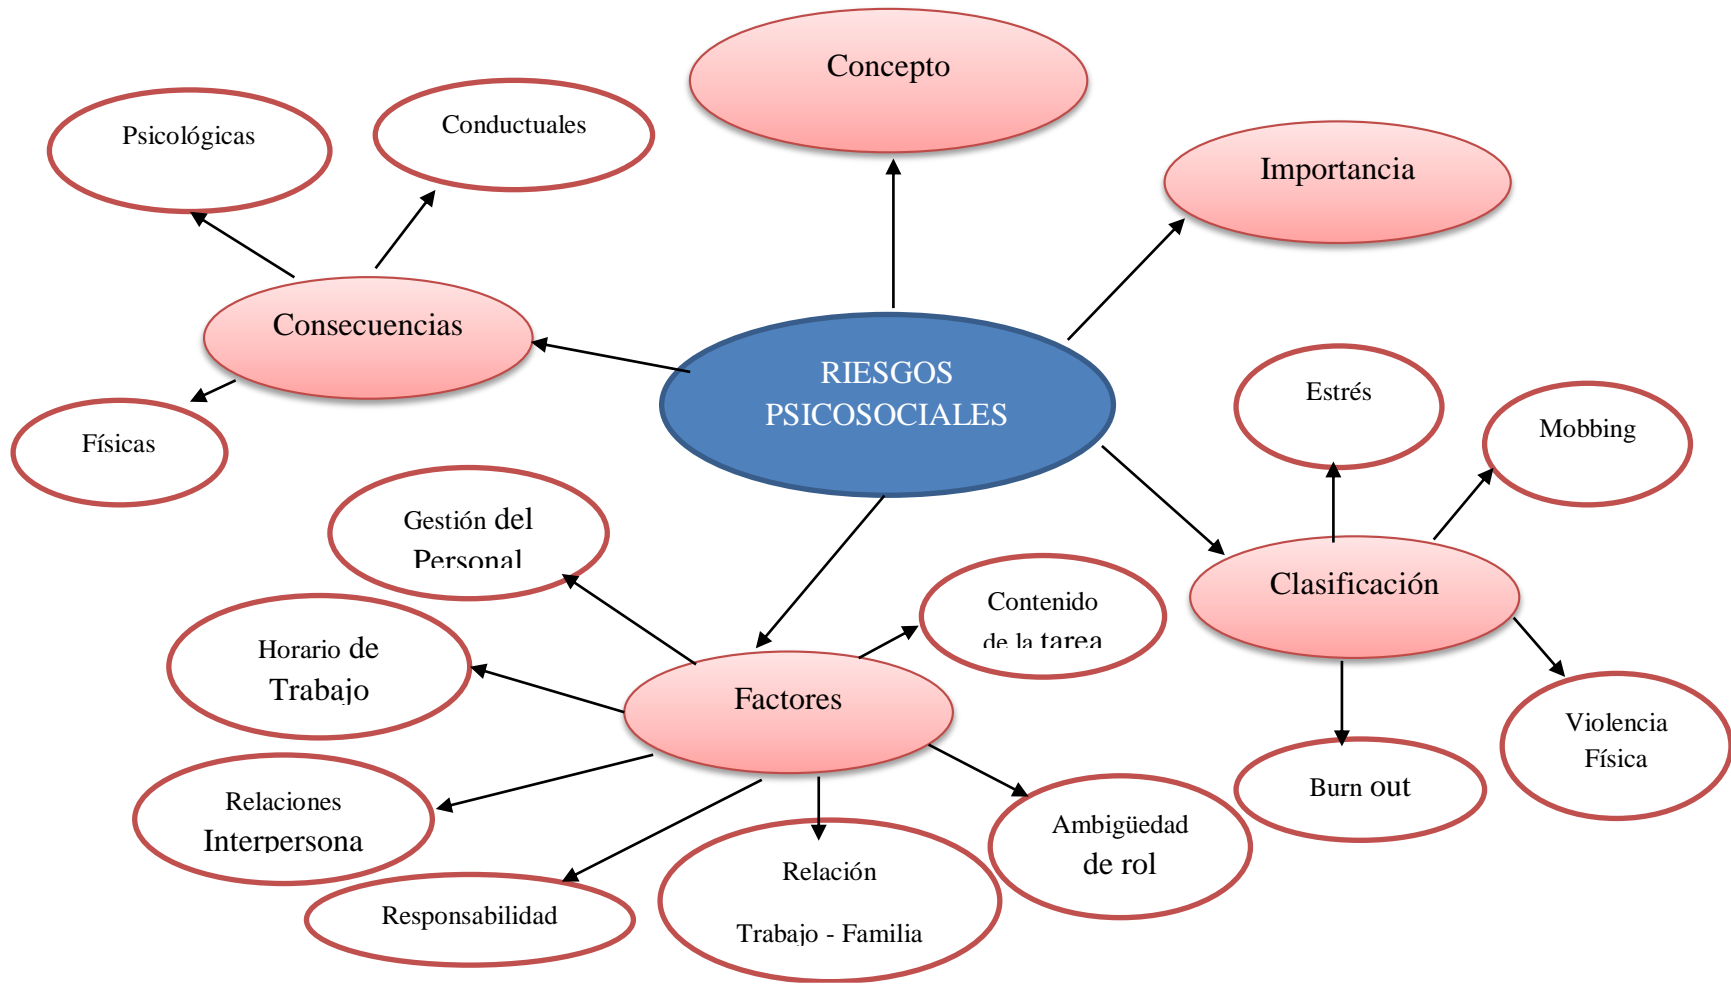 Concepto
Conductuales
Psicológicas
Importancia
Consecuencias
RIESGOS
PSICOSOCIALES
Estrés
Mobbing
Físicas
Gestión del
Personal
Contenido
de la tarea
Clasificación
Horario de
Trabajo
Factores
Violencia
Física
Burn out
Relaciones
Interpersona
Ambigüedad
de rol
Relación
Trabajo - Familia
Responsabilidad